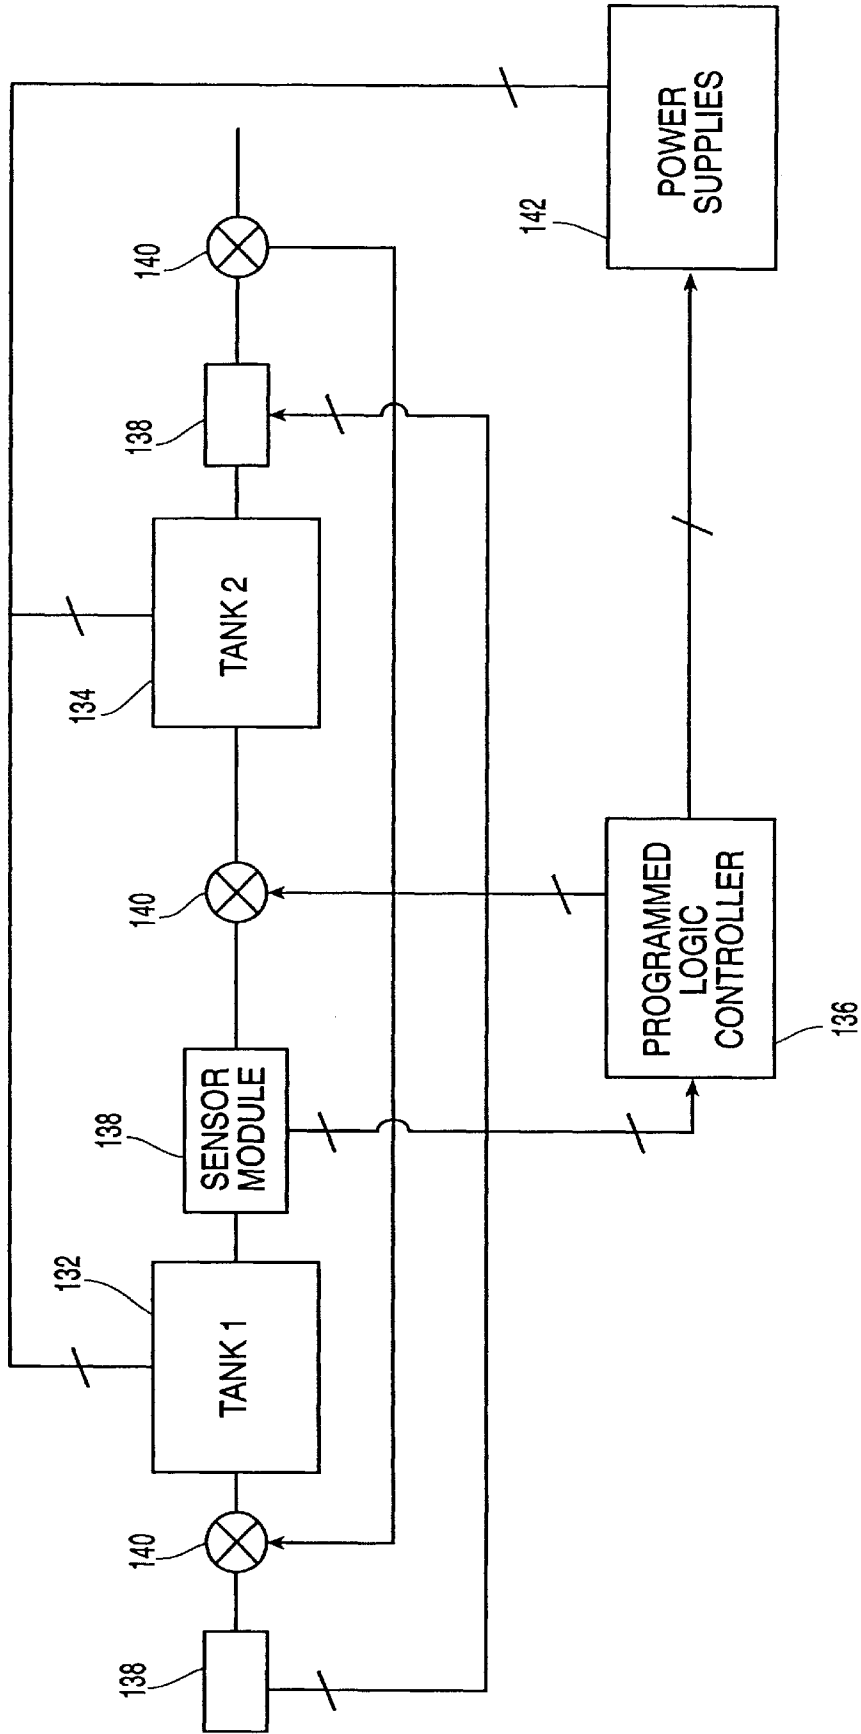 138
140
132
TANK 1
138
SENSOR
MODULE
140
134
TANK 2
138
140
136
PROGRAMMED
LOGIC
CONTROLLER
142
POWER
SUPPLIES